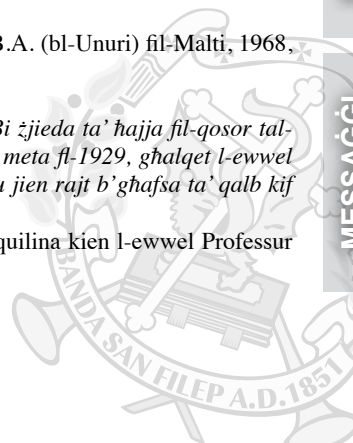 B.A. (bl-Unuri) fil-Malti, 1968,
Bi żjieda ta’ ħajja fil-qosor tal-
meta fl-1929, għalqet l-ewwel
u jien rajt b’għafsa ta’ qalb kif
quilina kien l-ewwel Professur
MESSAĠĠI
BANDA SAN FILEP A.D. 1851